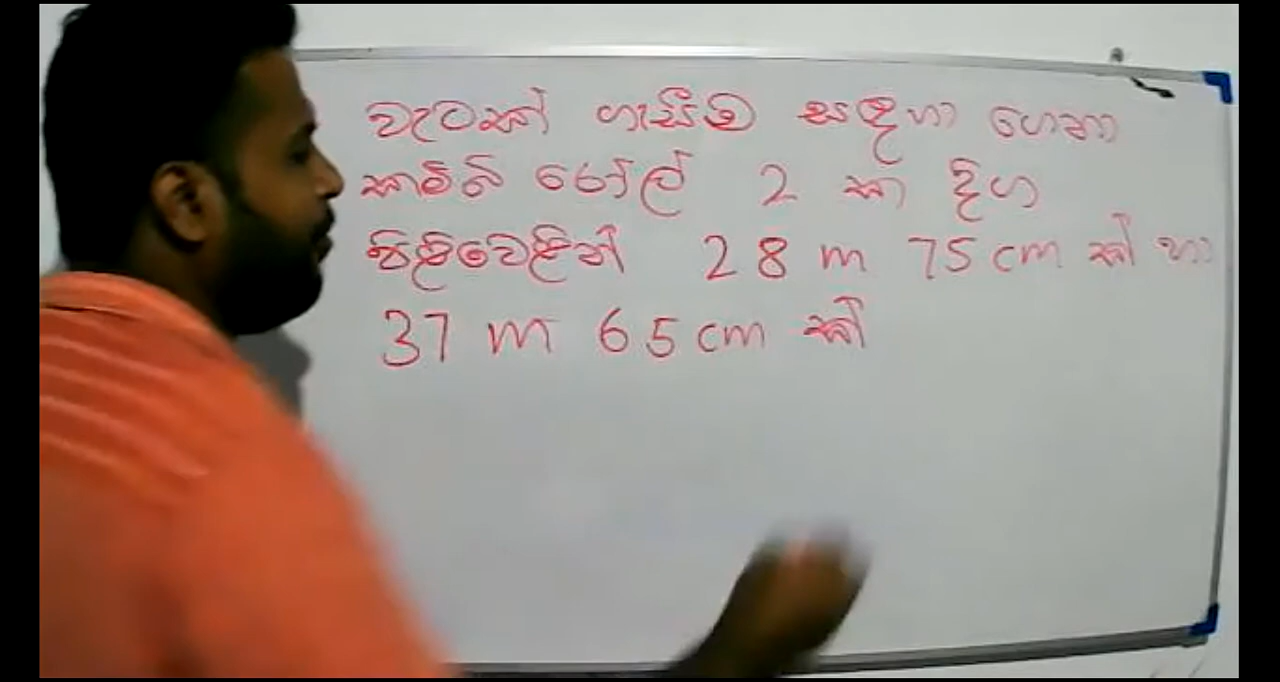 වැටක් ගැසීම සඳහා ගෙනා
කම්බි රෝල් 2 ක දිග
පිළිවෙළින් 28 m 75 cm ක් හා
37 m 65 cm ක්